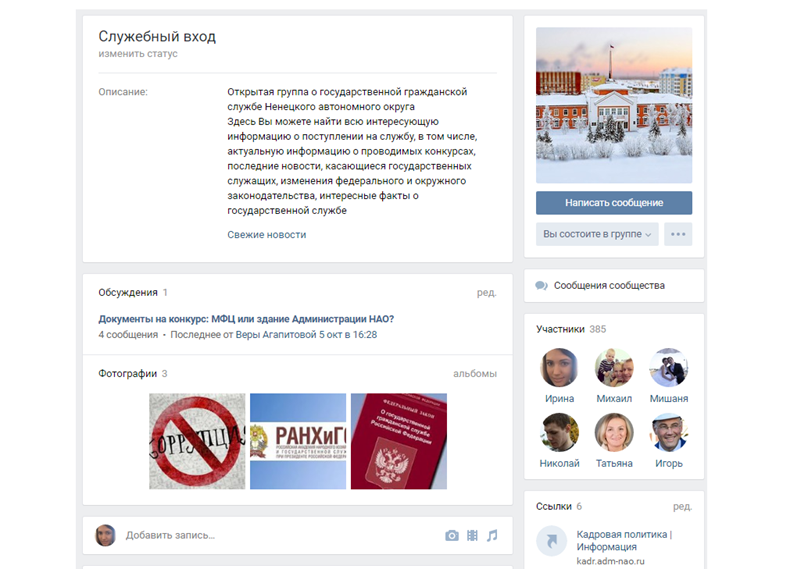 Служебный вход
изменить статус
Описание:
Открытая группа о государственной гражданской
службе Ненецкого автономного округа
Здесь Вы можете найти всю интересующую
информацию о поступлении на службу, в том числе,
актуальную информацию о проводимых конкурсах,
последние новости, касающиеся государственных
служащих, изменения федерального и окружного
законодательства, интересные факты о
государственной службе
Свежие новости
Обсуждения 1
ред.
Документы на конкурс: МФЦ или здание Администрации НАО?
4 сообщения • Последнее от Веры Агапитовой 5 окт в 16:28
Фотографии 3
альбомы
КОРРУПЦИЯ
РАНХиГС
ФЕДЕРАЛЬНЫЙ ЗАКОН
О государственной
гражданской службе
Российской Федерации
Добавить запись...
Написать сообщение
Вы состоите в группе
Сообщения сообщества
Участники 385
Ирина
Михаил
Мишаня
Николай
Татьяна
Игорь
Ссылки 6
ред.
Кадровая политика |
Информация
kadr.adm-nao.ru